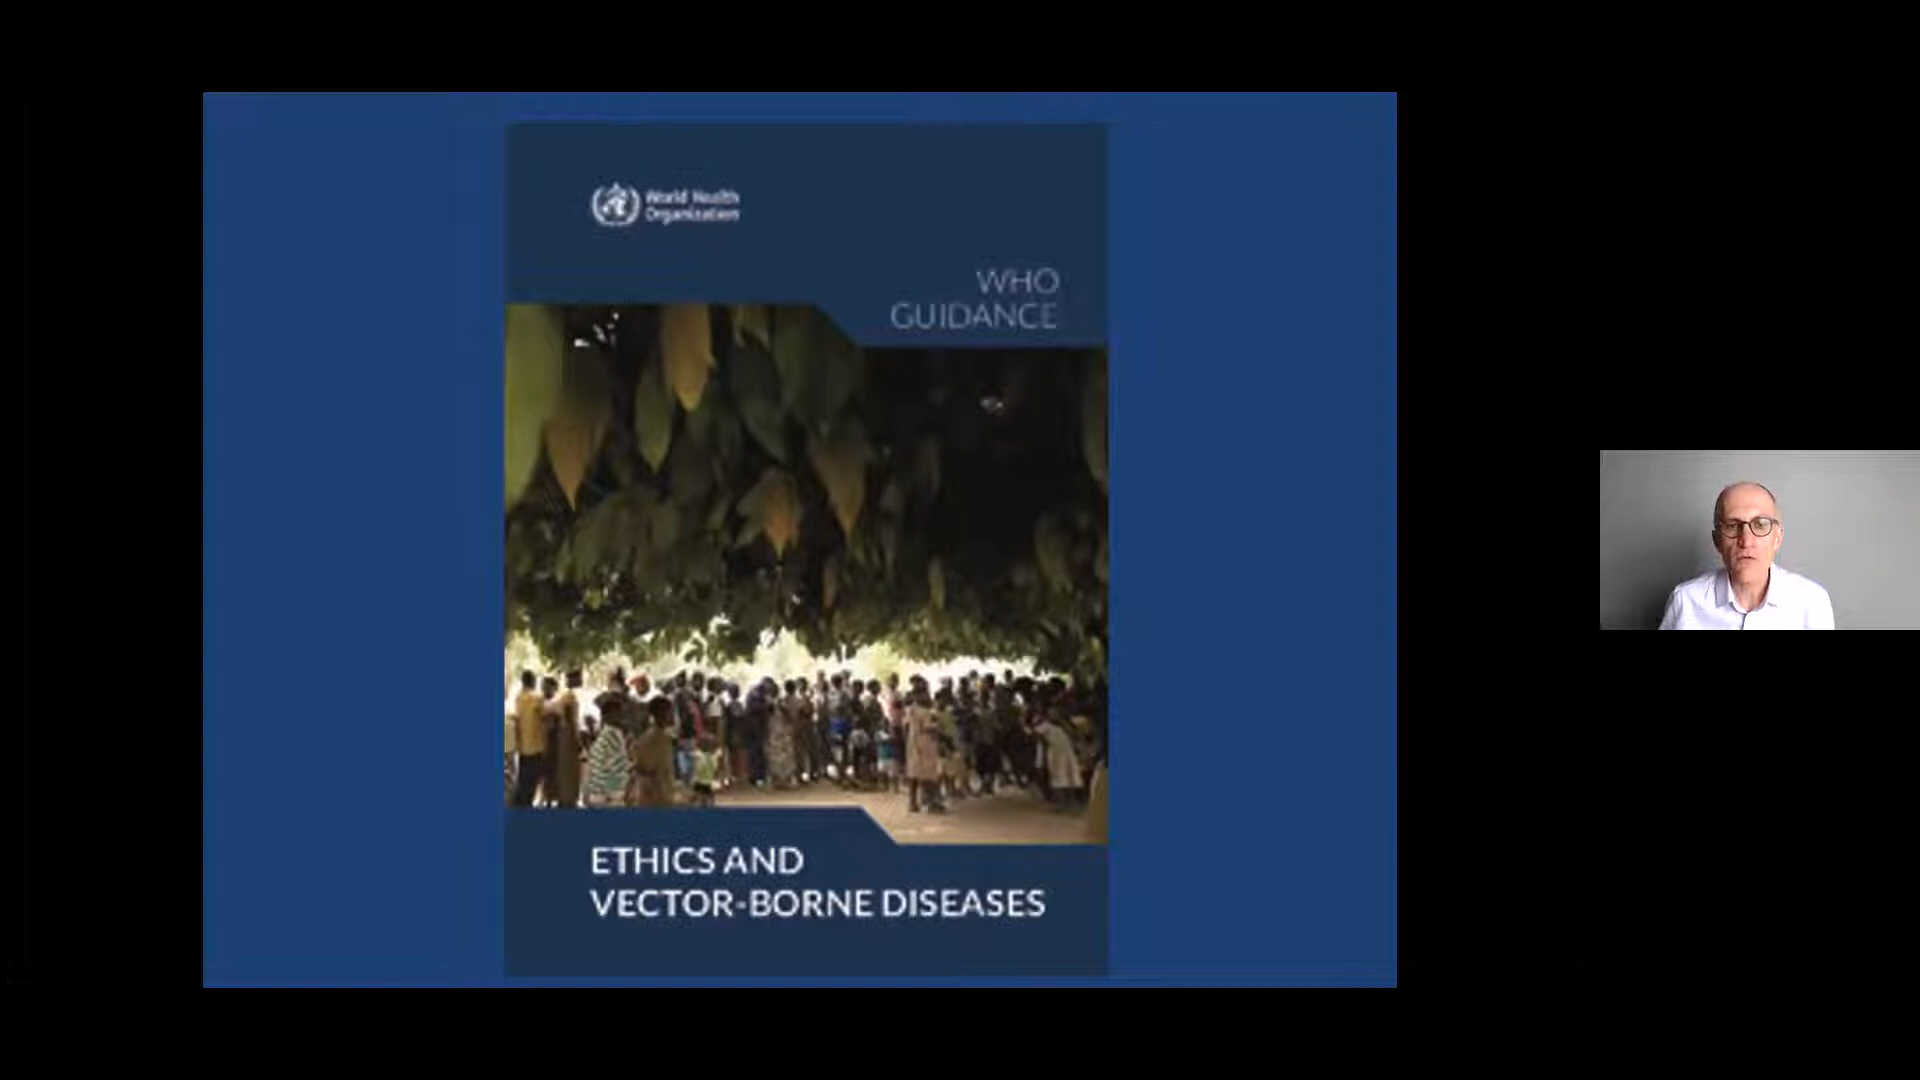 World Health
Organization
WHO
GUIDANCE
ETHICS AND
VECTOR-BORNE DISEASES